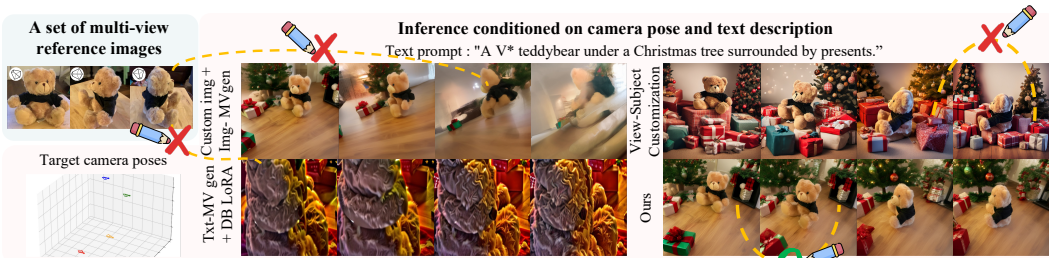 A set of multi-view
reference images
Inference conditioned on camera pose and text description
Text prompt : "A V* teddybear under a Christmas tree surrounded by presents.”
Target camera poses
Custom img +
Img- MVgen
Txt-MV gen
+ DB LoRA
View-Subject
Customization
Ours